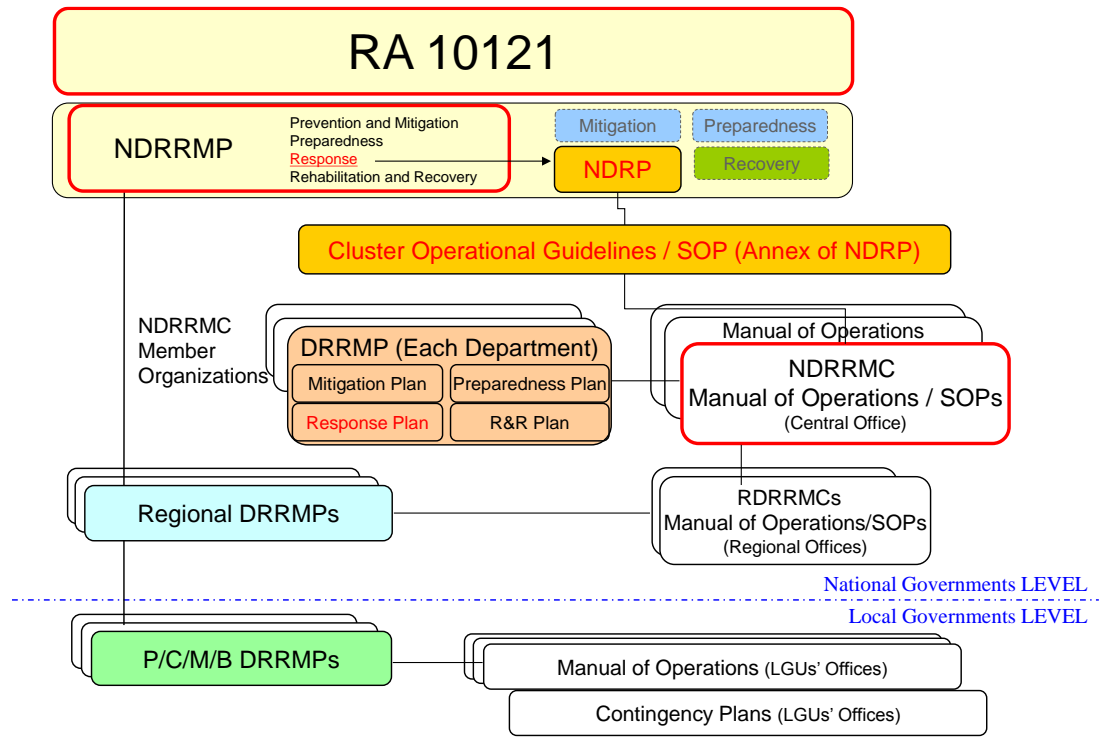 RA 10121
NDRRMP
Prevention and Mitigation
Preparedness
Response
Rehabilitation and Recovery
Mitigation
Preparedness
NDRP
Recovery
Cluster Operational Guidelines / SOP (Annex of NDRP)
NDRRMC
Member
Organizations
DRRMP (Each Department)
Mitigation Plan
Preparedness Plan
Response Plan
R&R Plan
Manual of Operations
NDRRMC
Manual of Operations / SOPs
(Central Office)
Regional DRRMPs
RDRRMCs
Manual of Operations/SOPs
(Regional Offices)
National Governments LEVEL
Local Governments LEVEL
P/C/M/B DRRMPs
Manual of Operations (LGUs’ Offices)
Contingency Plans (LGUs’ Offices)